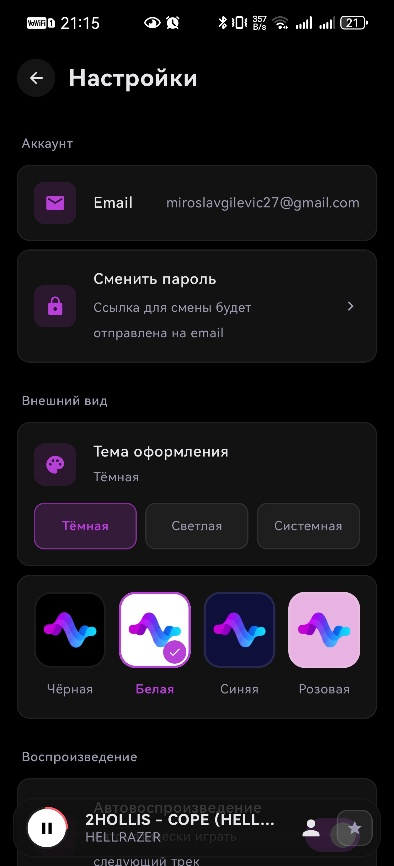 VoWiFi 1 21:15 357 B/s 21
Настройки
Аккаунт
Email miroslavgilevic27@gmail.com
Сменить пароль
Ссылка для смены будет
отправлена на email
Внешний вид
Тема оформления
Тёмная
Тёмная Светлая Системная
Чёрная Белая Синяя Розовая
Воспроизведение
Автовоспроизведение
2HOLLIS - COPE (HELL...
HELLRAZER
играть
следующий трек